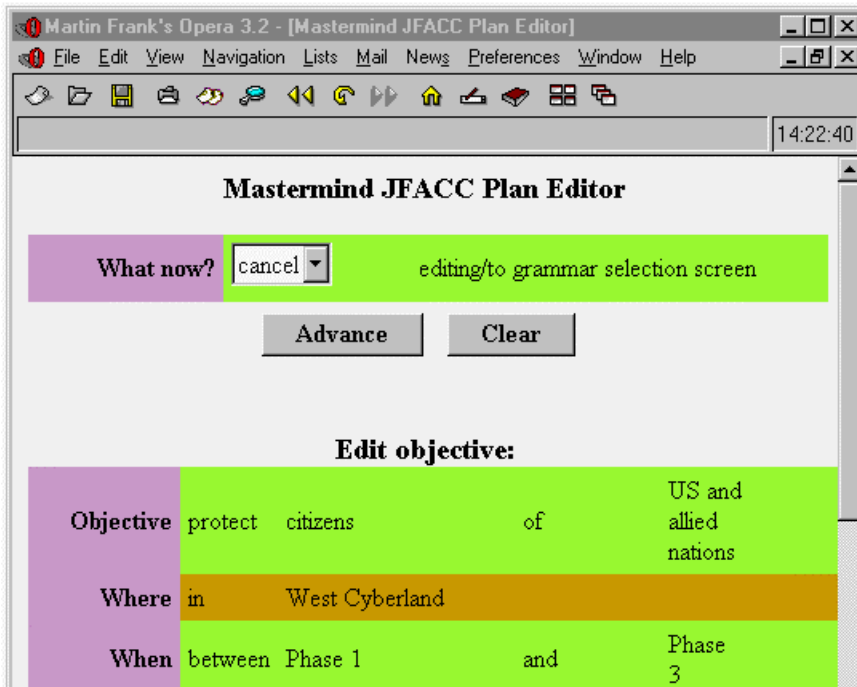 Martin Frank's Opera 3.2 - [Mastermind JFACC Plan Editor]
File Edit View Navigation Lists Mail News Preferences Window Help
14:22:40
Mastermind JFACC Plan Editor
What now? cancel editing/to grammar selection screen
Advance Clear
Edit objective:
Objective protect citizens of US and allied nations
Where in West Cyberland
When between Phase 1 and Phase 3